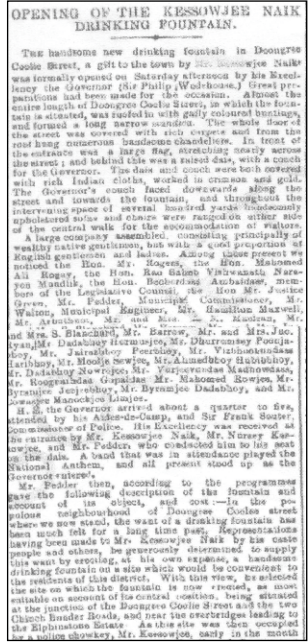 OPENING OF THE KESSOWJEE NAIK
DRINKING FOUNTAIN.
THE handsome new drinking fountain in Doongree
Coolie Street, a gift to the town by Mr. Kessowjee Naik
was formally opened on Saturday afternoon by his Excel-
lency the Governor (Sir Philip Wodehouse.) Great pre-
parations had been made for the occasion. Almost the
entire length of Doongree Coolie Street, in which the foun-
tain is situated, was roofed in with gaily coloured buntings,
and formed a long narrow. The whole floor of
the street was covered with rich carpets and from the
roof hung numerous handsome chandeliers. In front of
the entrance was a large flag, stretching nearly across
the street; and behind this was a raised dais, with a couch
for the Governor. The dais and couch were both covered
with rich Indian cloths, worked in crimson and gold.
The Governor's couch faced downwards along the
street and towards the fountain, and throughout the
intervening space of several hundred yards handsomely
upholstered sofas and chairs were ranged on either side
of the central walk for the accommodation of visitors.
A large company assembled, consisting principally of
wealthy native gentlemen, but with a good proportion of
English gentlemen and ladies. Among those present we
noticed the Hon. Mr. Rogers, the Hon. Mahomed
Ali Rogay, the Hon. Rao Saheb Vishwanath Nara-
yen Mandlik, the Hon. mem-
bers of the Legislative Council, the Hon. Mr. Justice
Green, Mr. Pedder, Municipal Commissioner, Mr.
Walton, Municipal Engineer, Mr. Hamilton Maxwell,
Mr. and Mrs.
and Mrs. S. Blanchard, Mr. Barrow, Mr. and Mrs.
Mr. Dadabhoy Hormusjee, Mr. Dhurrumsey Poonja-
bhoy, Mr. Jairazbhoy Peerbhoy, Mr. Vizbhookundas
Mr. Mooljee Mr. Ahmedbhoy Hubibbhoy,
Mr. Dadabhoy Nowrojee, Mr. Vurjeevundas Madhowdass,
Mr. Gopaldas Mr. Mahomed Rowjee, Mr.
Byramjee Jeejeebhoy, Mr. Byramjee Dadabhoy, and Mr.
Manockjee Limjee.
H. E. the Governor arrived about a quarter to five,
attended by his Aides-de-Camp, and Sir Frank Souter,
Commissioner of Police. His Excellency was received at
the entrance by Mr. Kessowjee Naik, Mr. Nursey Kes-
sowjee, and Mr. Pedder, who conducted him to his seat
on the dais. A band that was in attendance played the
National Anthem, and all present stood up as the
Governor
Mr. Pedder then, according to the programme
gave the following description of the fountain and
account of its object, and cost:—In the po-
pulous neighbourhood of Doongree Coolee street
where we now stand, the want of a drinking fountain has
been much felt for a long time past. Representations
having been made to Mr. Kessowjee Naik by his caste
people and others, he generously determined to supply
this want by erecting, at his own expense, a handsome
drinking fountain on a site which would be convenient to
the residents of this district. With this view, he selected
the site on which the fountain is now erected, as most
suitable on account of its central position, being situated
at the junction of the Doongree Coolie Street and the two
Chinch Bunder Roads, and near the overbridges leading to
the Elphinstone Estate. As the site was then occupied
by a police chowkey, Mr. Kessowjee, early in the month